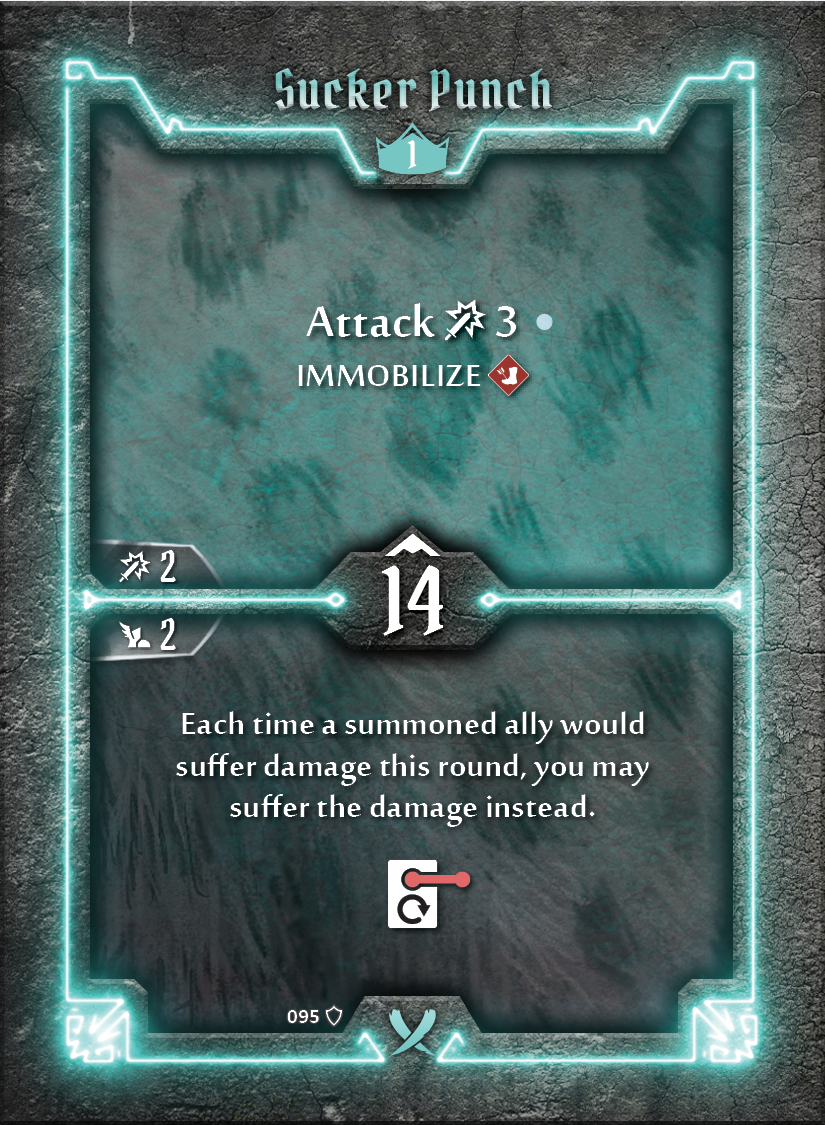 Sucker Punch
1
Attack 3
IMMOBILIZE
2
14
2
Each time a summoned ally would
suffer damage this round, you may
suffer the damage instead.
095